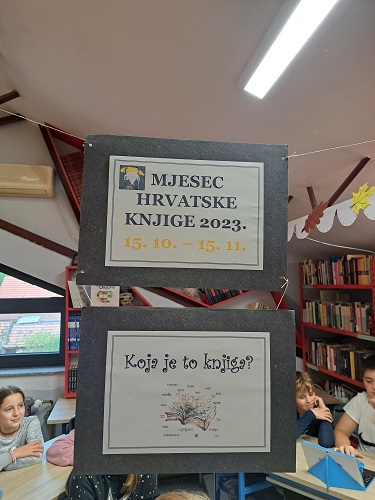 MJESEC
HRVATSKE
KNJIGE 2023.
15. 10. – 15. 11.
Koja je to knjiga?